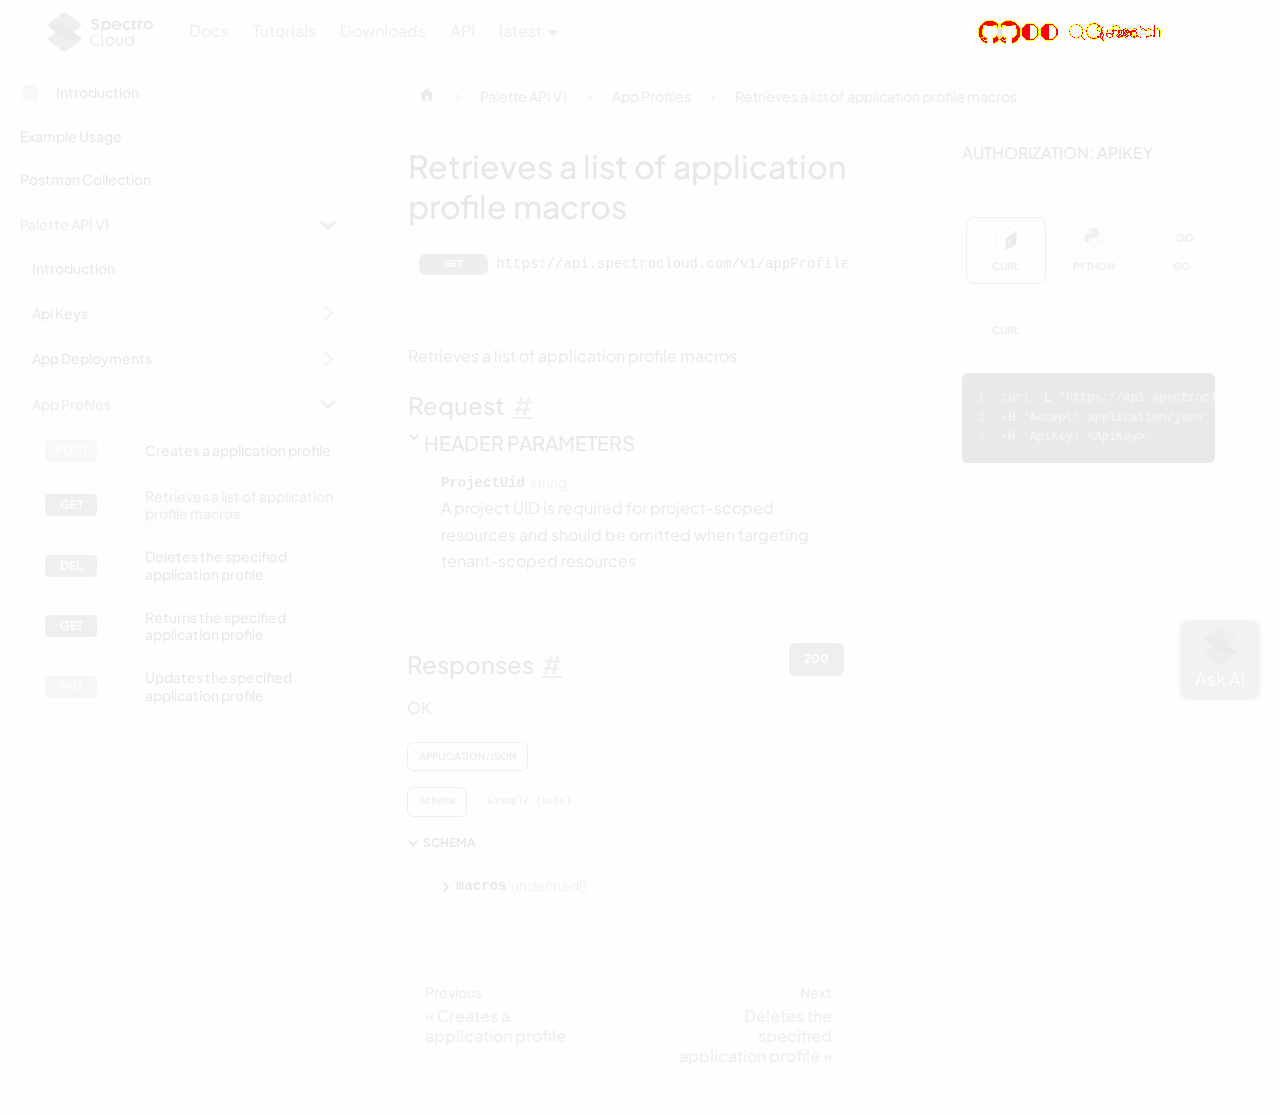 Spectro Cloud
Docs Tutorials Downloads API latest
Introduction
Example Usage
Postman Collection
Palette API V1
Introduction
Api Keys
App Deployments
App Profiles
POST Creates a application profile
GET Retrieves a list of application
profile macros
DEL Deletes the specified
application profile
GET Returns the specified
application profile
PUT Updates the specified
application profile
Palette API V1 App Profiles Retrieves a list of application profile macros
Retrieves a list of application
profile macros
GET https://api.spectrocloud.com/v1/appProfile
Retrieves a list of application profile macros
Request #
HEADER PARAMETERS
ProjectUid string
A project UID is required for project-scoped
resources and should be omitted when targeting
tenant-scoped resources
Responses #
200
OK
APPLICATION/JSON
Schema Example (auto)
SCHEMA
macros undefined[]
Previous
« Creates a
application profile
Next
Deletes the
specified
application profile »
AUTHORIZATION: APIKEY
CURL PYTHON GO
CURL
1 curl -L 'https://api.spectrocl
2 -H 'Accept: application/json'
3 -H 'ApiKey: <ApiKey>'
Ask AI